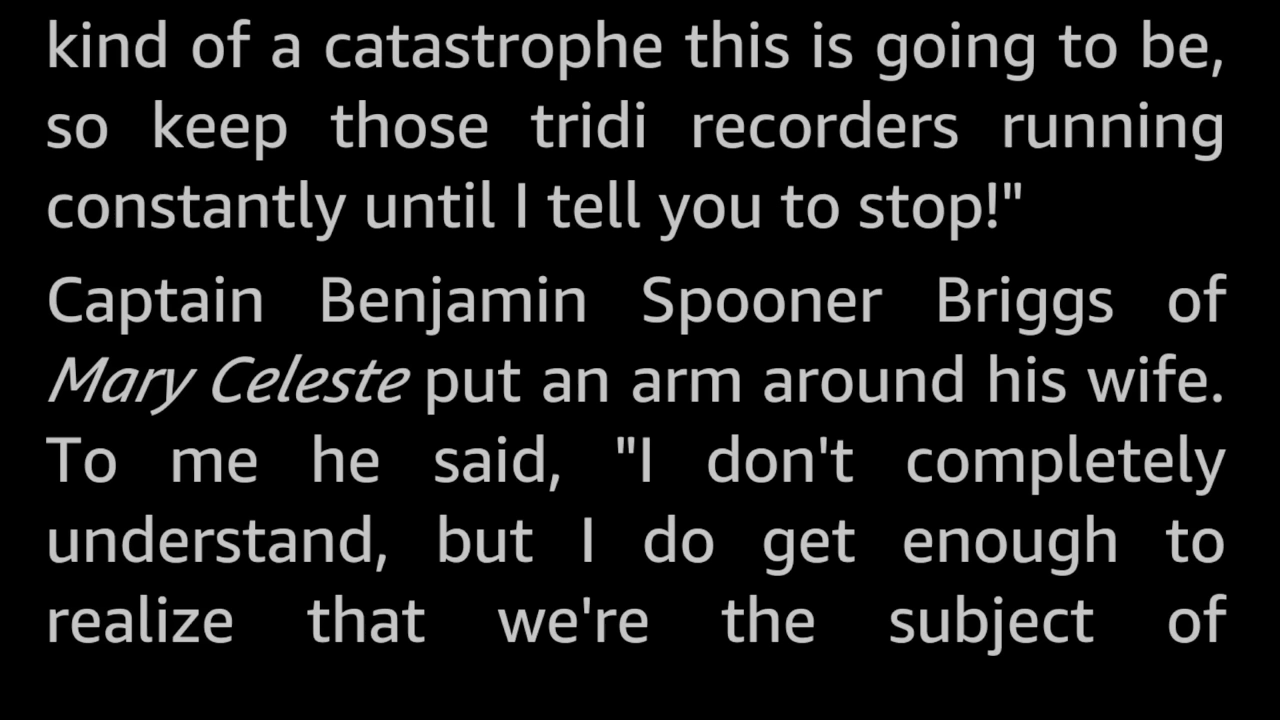 kind of a catastrophe this is going to be,
so keep those tridi recorders running
constantly until I tell you to stop!"
Captain Benjamin Spooner Briggs of
Mary Celeste put an arm around his wife.
To me he said, "I don't completely
understand, but I do get enough to
realize that we're the subject of